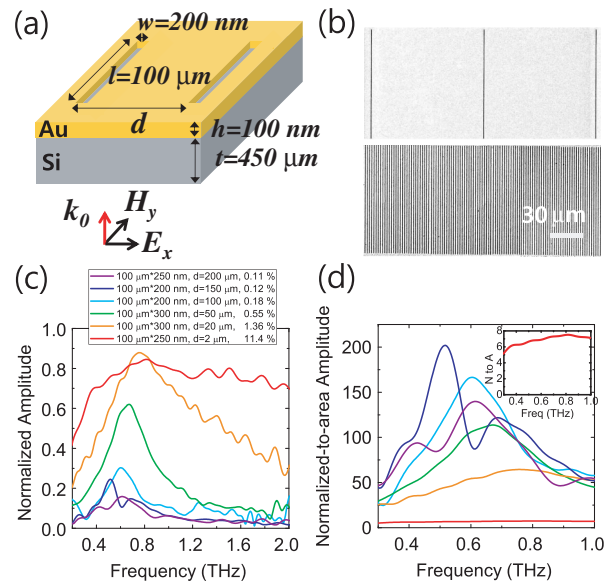 (a)
w=200 nm
l=100 μm
d
Au
h=100 nm
Si
t=450 μm
k0
Hy
Ex
(b)
30 μm
(c)
100 μm*250 nm, d=200 μm, 0.11 %
100 μm*200 nm, d=150 μm, 0.12 %
100 μm*200 nm, d=100 μm, 0.18 %
100 μm*300 nm, d=50 μm, 0.55 %
100 μm*300 nm, d=20 μm, 1.36 %
100 μm*250 nm, d=2 μm, 11.4 %
Normalized Amplitude
1.0
0.8
0.6
0.4
0.2
0.0
0.4 0.8 1.2 1.6 2.0
Frequency (THz)
(d)
Normalized-to-area Amplitude
200
175
150
125
100
75
50
25
0
0.4 0.6 0.8 1.0
Frequency (THz)
N to A
8
6
4
2
0
0.4 0.6 0.8 1.0
Freq (THz)